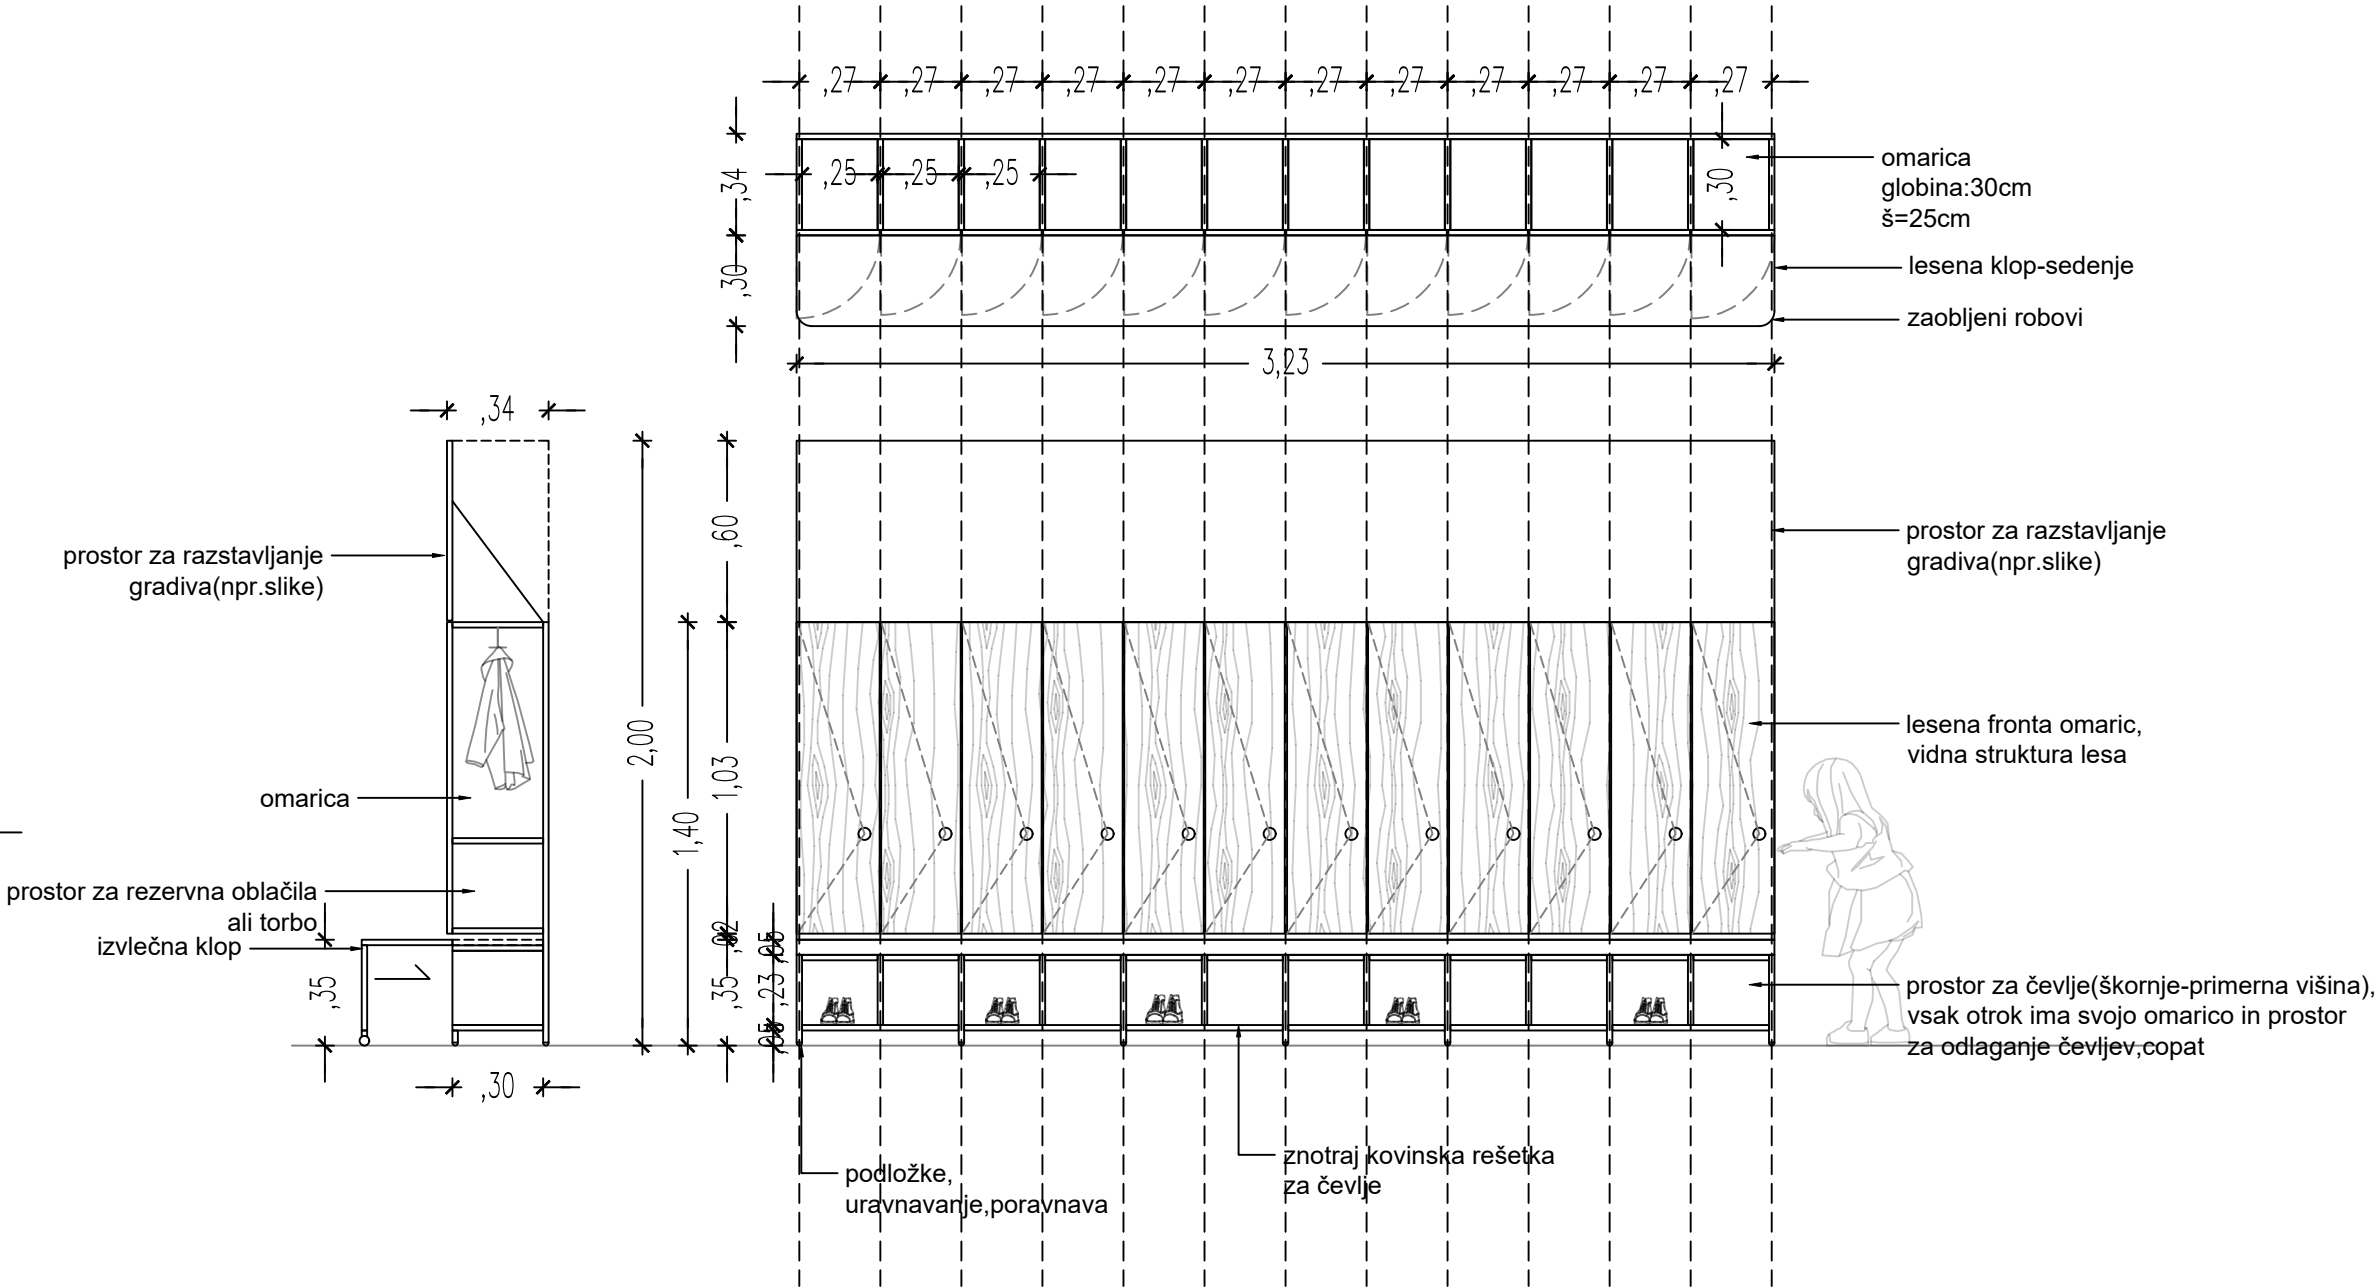 ,27 ,27 ,27 ,27 ,27 ,27 ,27 ,27 ,27 ,27 ,27 ,27
,34
,25 ,25 ,25
,30
omarica
globina:30cm
š=25cm
,30
lesena klop-sedenje
zaobljeni robovi
3,23
,34
prostor za razstavljanje
gradiva(npr.slike)
omarica
prostor za rezervna oblačila
ali torbo
izvlečna klop
,35
,30
2,00
1,40
,60
1,03
,02
,35
,05
,23
,05
prostor za razstavljanje
gradiva(npr.slike)
lesena fronta omaric,
vidna struktura lesa
prostor za čevlje(škornje-primerna višina),
vsak otrok ima svojo omarico in prostor
za odlaganje čevljev,copat
znotraj kovinska rešetka
za čevlje
podložke,
uravnavanje,poravnava